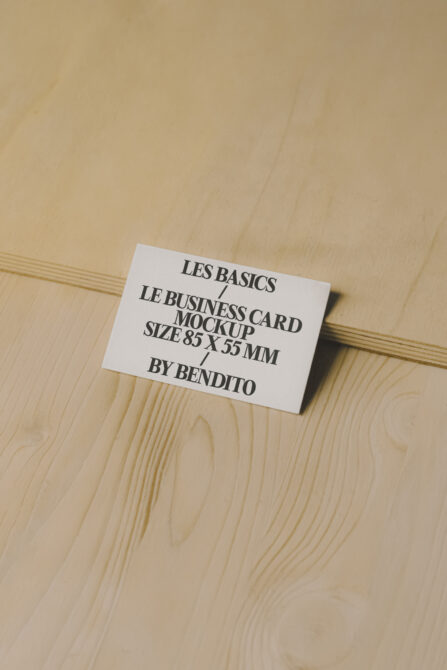 LES BASICS
/
LE BUSINESS CARD
MOCKUP
SIZE 85 X 55 MM
/
BY BENDITO